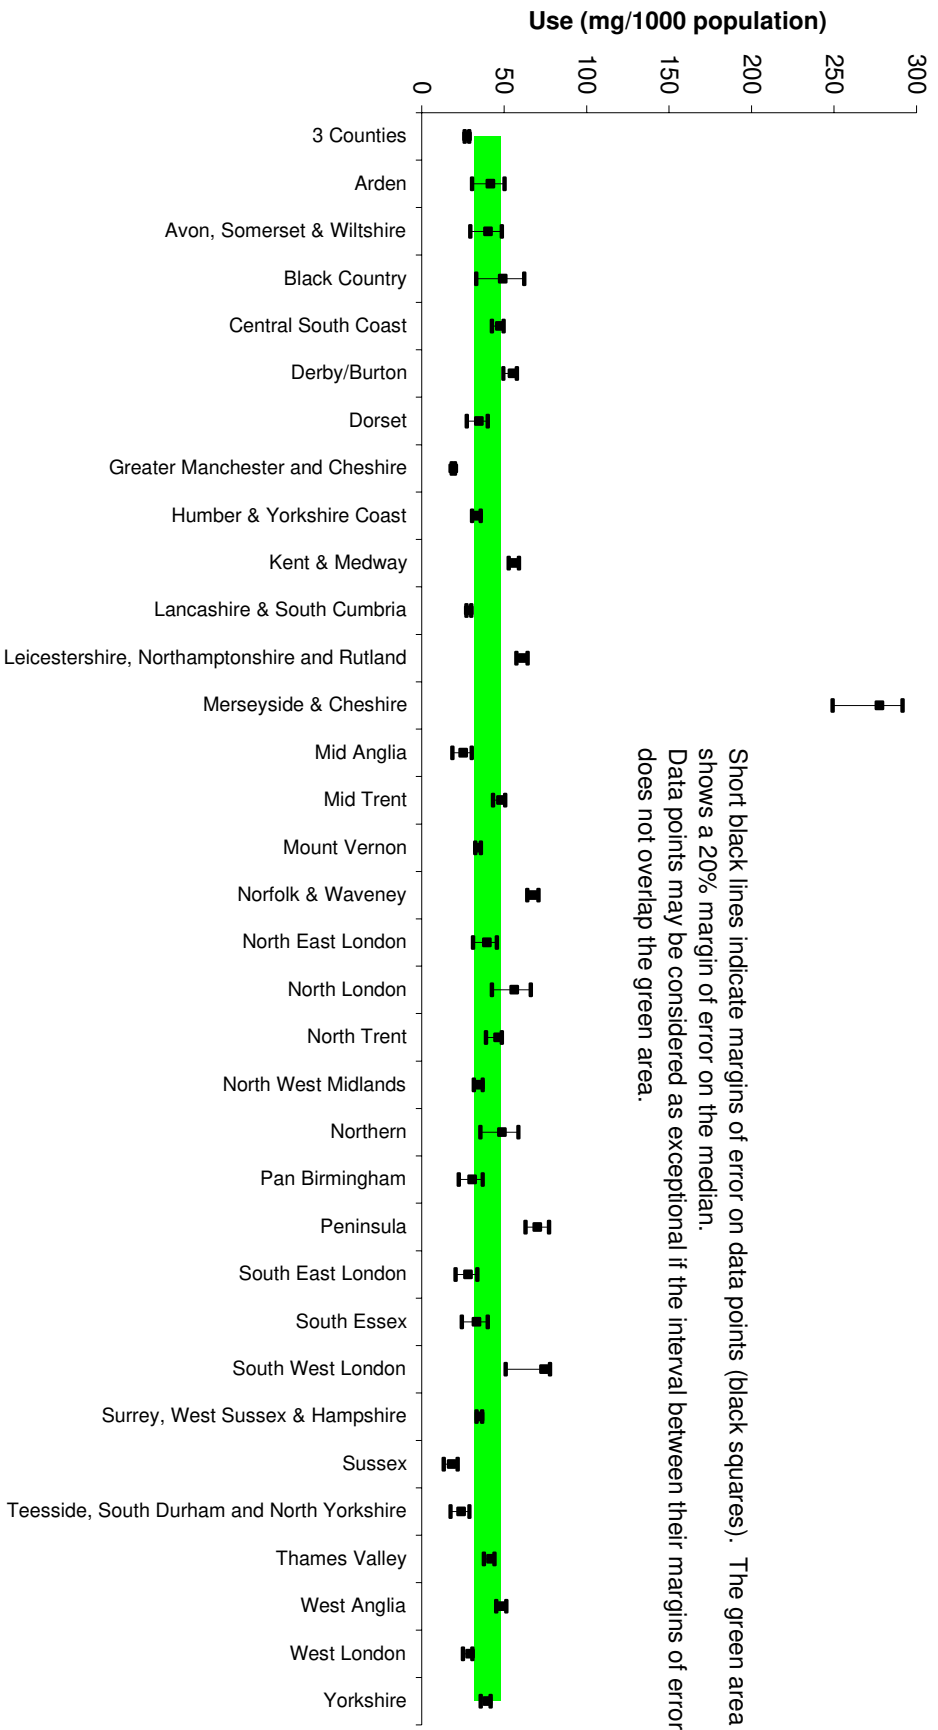 Use (mg/1000 population)
0
50
100
150
200
250
300
3 Counties
Arden
Avon, Somerset & Wiltshire
Black Country
Central South Coast
Derby/Burton
Dorset
Greater Manchester and Cheshire
Humber & Yorkshire Coast
Kent & Medway
Lancashire & South Cumbria
Leicestershire, Northamptonshire and Rutland
Merseyside & Cheshire
Mid Anglia
Mid Trent
Mount Vernon
Norfolk & Waveney
North East London
North London
North Trent
North West Midlands
Northern
Pan Birmingham
Peninsula
South East London
South Essex
South West London
Surrey, West Sussex & Hampshire
Sussex
Teesside, South Durham and North Yorkshire
Thames Valley
West Anglia
West London
Yorkshire
Short black lines indicate margins of error on data points (black squares). The green area
shows a 20% margin of error on the median.
Data points may be considered as exceptional if the interval between their margins of error
does not overlap the green area.